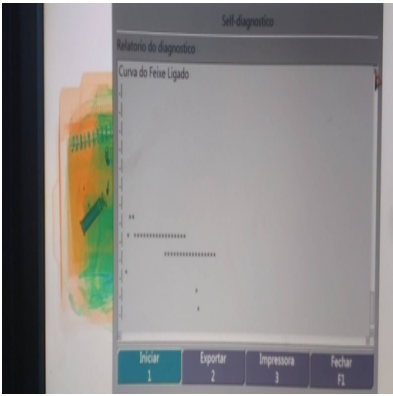 Self-diagnostico
Relatorio do diagnostico
Curva do Feixe Ligado
Iniciar
1
Exportar
2
Impressora
3
Fechar
F1